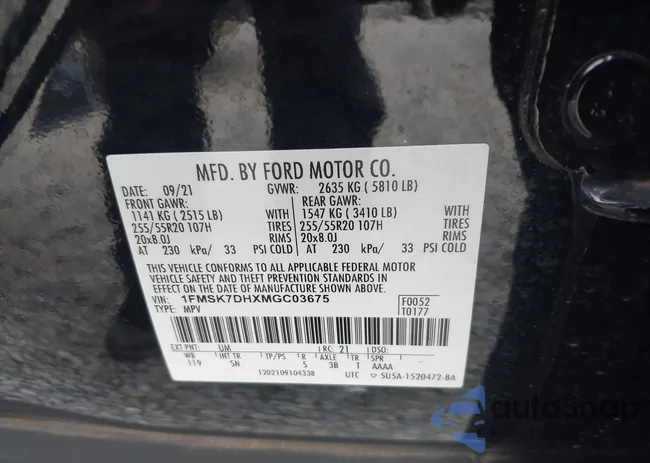 MFD. BY FORD MOTOR CO.
DATE: 09/21 GVWR: 2635 KG ( 5810 LB)
FRONT GAWR: REAR GAWR:
1141 KG ( 2515 LB) WITH 1547 KG ( 3410 LB) WITH
255/55R20 107H TIRES 255/55R20 107H TIRES
20x8.0J RIMS 20x8.0J RIMS
AT 230 kPa/ 33 PSI COLD AT 230 kPa/ 33 PSI COLD
THIS VEHICLE CONFORMS TO ALL APPLICABLE FEDERAL MOTOR
VEHICLE SAFETY AND THEFT PREVENTION STANDARDS IN
EFFECT ON THE DATE OF MANUFACTURE SHOWN ABOVE.
VIN: 1FMSK7DHXMGC03675 F0052
TYPE: MPV T0177
EXT PNT: UM RC: 21 DSO:
WB INT TR TP/PS R AXLE TR SPR
119 SN S 3B T AAAA
1202109104338 UTC SU5A-1520472-BA
autosnap